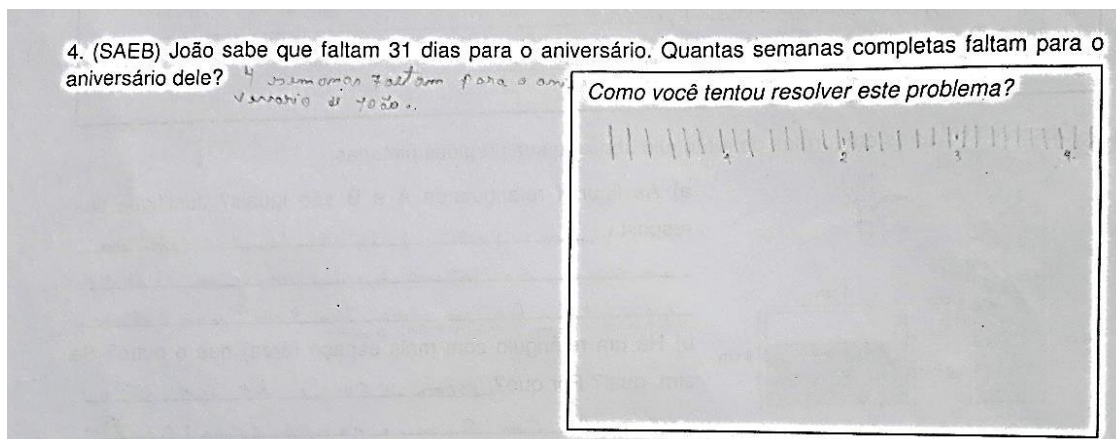 4. (SAEB) João sabe que faltam 31 dias para o aniversário. Quantas semanas completas faltam para o
aniversário dele? 4 semanas faltam para o ani
versario de João.
Como você tentou resolver este problema?
1 2 3 4